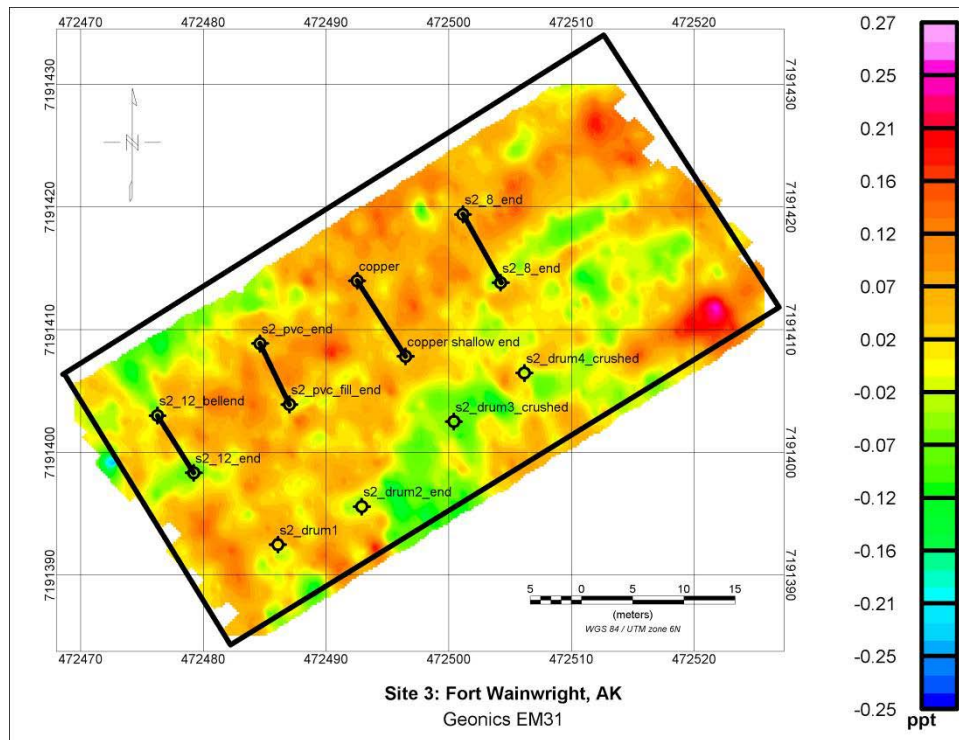 472470 472480 472490 472500 472510 472520
7191430 7191430
7191420 7191420
7191410 7191410
7191400 7191400
7191390 7191390
N
s2_8_end
s2_8_end
copper
copper shallow end
s2_pvc_end
s2_pvc_fill_end
s2_drum4_crushed
s2_drum3_crushed
s2_12_bellend
s2_12_end
s2_drum2_end
s2_drum1
5 0 5 10 15
(meters)
WGS 84 / UTM zone 6N
472470 472480 472490 472500 472510 472520
Site 3: Fort Wainwright, AK
Geonics EM31
0.27
0.25
0.21
0.16
0.12
0.07
0.02
-0.02
-0.07
-0.12
-0.16
-0.21
-0.25
-0.25
ppt